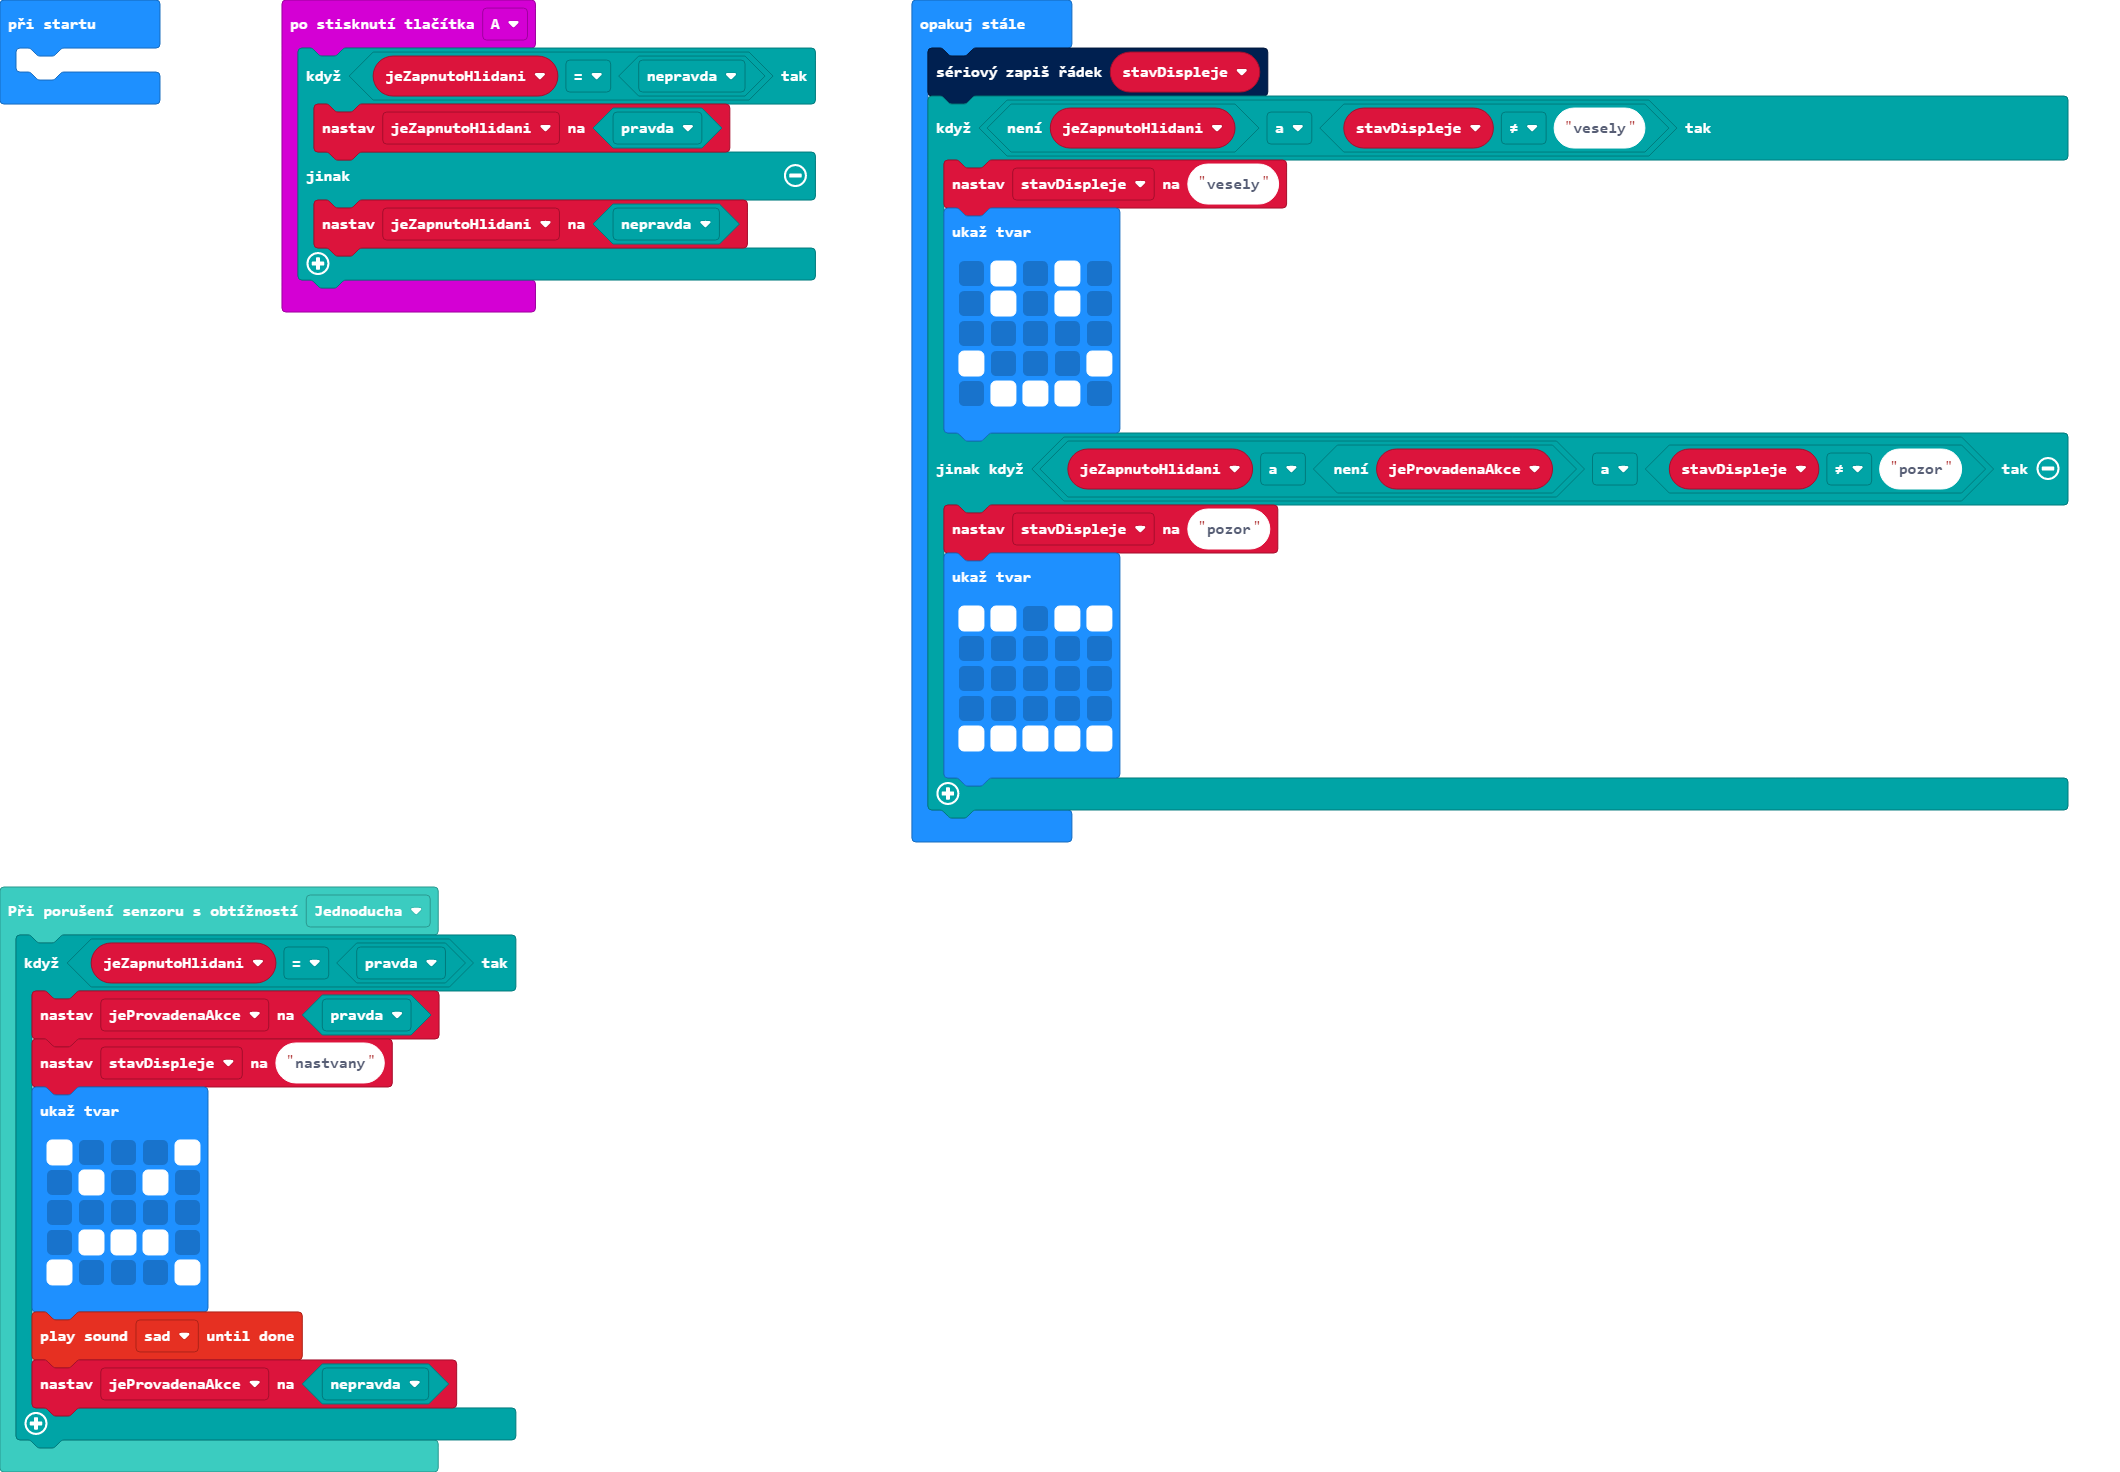 při startu
po stisknutí tlačítka A
když jeZapnutoHlidani = nepravda tak
nastav jeZapnutoHlidani na pravda
jinak
nastav jeZapnutoHlidani na nepravda
opakuj stále
sériový zapiš řádek stavDispleje
když není jeZapnutoHlidani a stavDispleje ≠ "vesely" tak
nastav stavDispleje na "vesely"
ukaž tvar
jinak když jeZapnutoHlidani a není jeProvadenaAkce a stavDispleje ≠ "pozor" tak
nastav stavDispleje na "pozor"
ukaž tvar
Při porušení senzoru s obtížností Jednoducha
když jeZapnutoHlidani = pravda tak
nastav jeProvadenaAkce na pravda
nastav stavDispleje na "nastvany"
ukaž tvar
play sound sad until done
nastav jeProvadenaAkce na nepravda